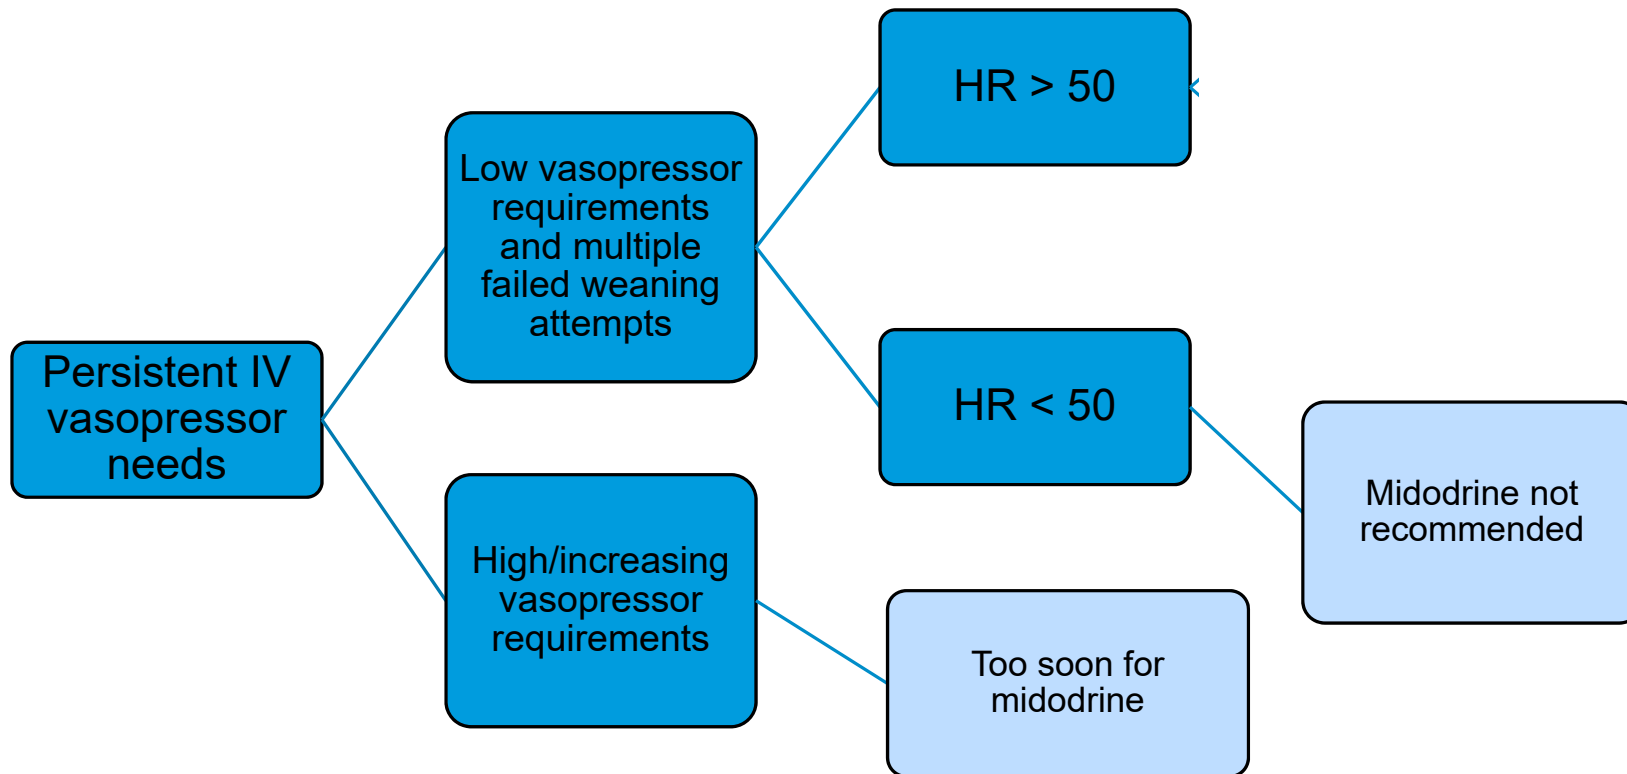 Persistent IV
vasopressor
needs
Low vasopressor
requirements
and multiple
failed weaning
attempts
High/increasing
vasopressor
requirements
HR > 50
HR < 50
Too soon for
midodrine
Midodrine not
recommended